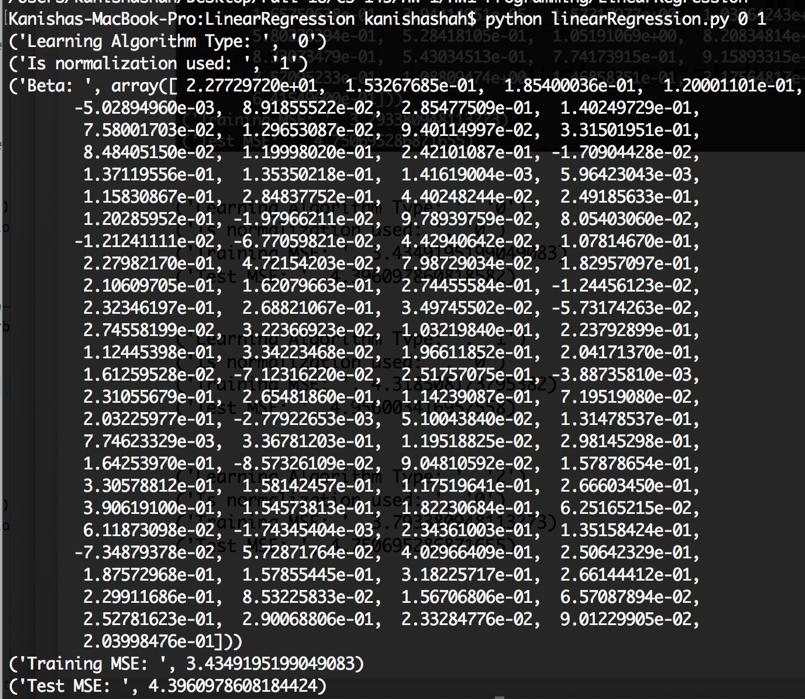 Kanishas-MacBook-Pro:LinearRegression kanishashah$ python linearRegression.py 0 1
('Learning Algorithm Type: ', '0')
('Is normalization used: ', '1')
('Beta: ', array([ 2.27729720e+01, 1.53267685e-01, 1.85400036e-01, 1.20001101e-01,
-5.02894960e-03, 8.91855522e-02, 2.85477509e-01, 1.40249729e-01,
7.58001703e-02, 1.29653087e-02, 9.40114997e-02, 3.31501951e-01,
8.48405150e-02, 1.19998020e-01, 2.42101087e-01, -1.70904428e-02,
1.37119556e-01, 1.35350218e-01, 1.41619004e-03, 5.96423043e-03,
1.15830867e-01, 2.84837752e-01, 4.40248244e-02, 2.49185633e-01,
1.20285952e-01, -1.97966211e-02, 9.78939759e-02, 8.05403060e-02,
-1.21241111e-02, -6.77059821e-02, 4.42940642e-02, 1.07814670e-01,
2.27982176e-01, 4.72154203e-02, -1.98776034e-02, 1.82957097e-01,
2.10609705e-01, 1.62079663e-01, 2.74455584e-01, -1.24456123e-02,
2.32346197e-01, 2.68821067e-01, 3.49745502e-02, -5.73174263e-02,
2.74558199e-02, 3.22366923e-02, 1.03219840e-01, 2.23792899e-01,
1.12445398e-01, 3.34223468e-02, 1.96611852e-01, 2.04171370e-01,
1.61259528e-02, -7.12316220e-02, 2.51757077e-01, -3.88735810e-03,
2.31055679e-01, 2.65481860e-01, 1.14239087e-01, 7.19519080e-02,
2.03225977e-01, -2.77922653e-03, 5.10043840e-02, 1.31478537e-01,
7.74623329e-03, 3.36781203e-01, 1.19518825e-02, 2.98145298e-01,
1.64253970e-01, -8.57326109e-02, 9.04810592e-02, 1.57878654e-01,
3.30578812e-01, 1.58142457e-01, 1.17519641e-01, 2.66603450e-01,
3.90619100e-01, 1.54573813e-01, 1.82230684e-01, 6.25165215e-02,
6.11873098e-02, -1.74315404e-03, 2.34361003e-01, 1.35158424e-01,
-7.34879378e-02, 5.72871764e-02, 4.02966409e-01, 2.50642329e-01,
1.87572968e-01, 1.57855445e-01, 3.18225717e-01, 2.66144412e-01,
2.29911686e-01, 8.53225833e-02, 1.56706806e-01, 6.57087894e-02,
2.52781623e-01, 2.90068806e-01, 2.33284776e-02, 9.01229905e-02,
2.03998476e-01]))
('Training MSE: ', 3.4349195199049083)
('Test MSE: ', 4.3960978608184424)